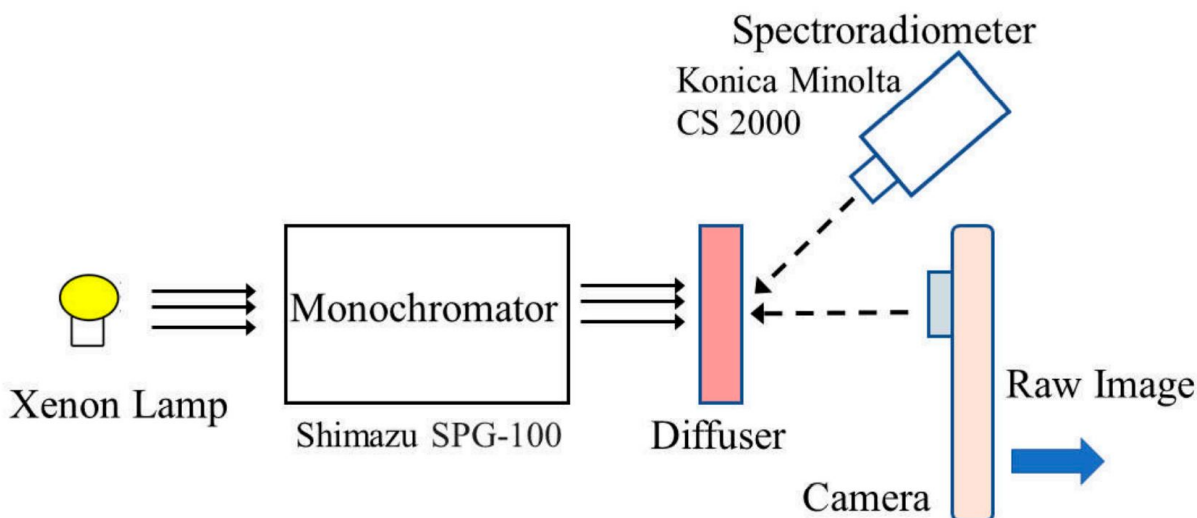 Spectroradiometer
Konica Minolta
CS 2000
Monochromator
Xenon Lamp
Shimazu SPG-100
Diffuser
Raw Image
Camera